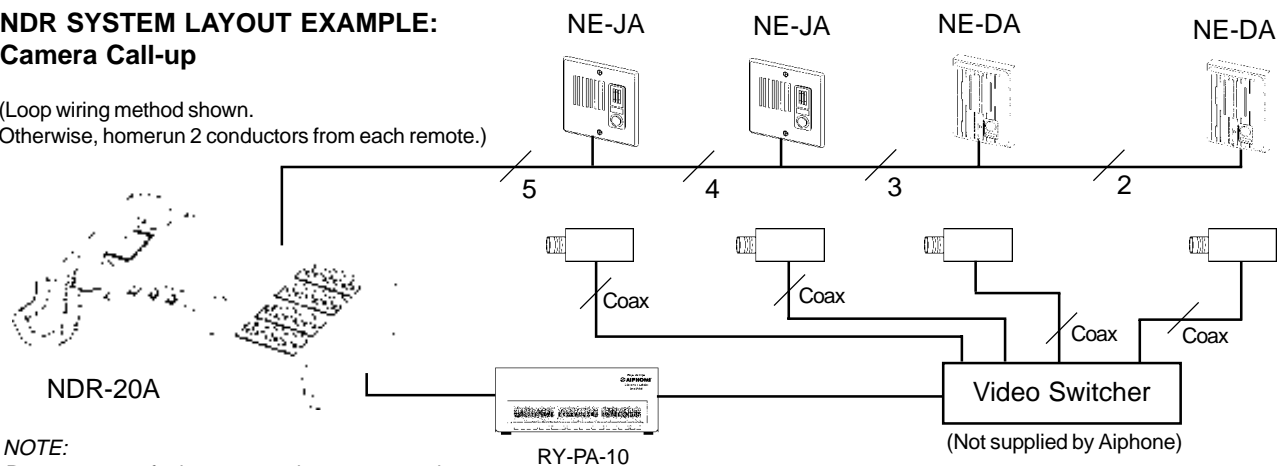 NDR SYSTEM LAYOUT EXAMPLE:
Camera Call-up
(Loop wiring method shown.
Otherwise, homerun 2 conductors from each remote.)
NE-JA
NE-JA
NE-DA
NE-DA
5
4
3
2
Coax
Coax
Coax
Coax
NDR-20A
AIPHONE
RY-PA-10
Video Switcher
(Not supplied by Aiphone)
NOTE: